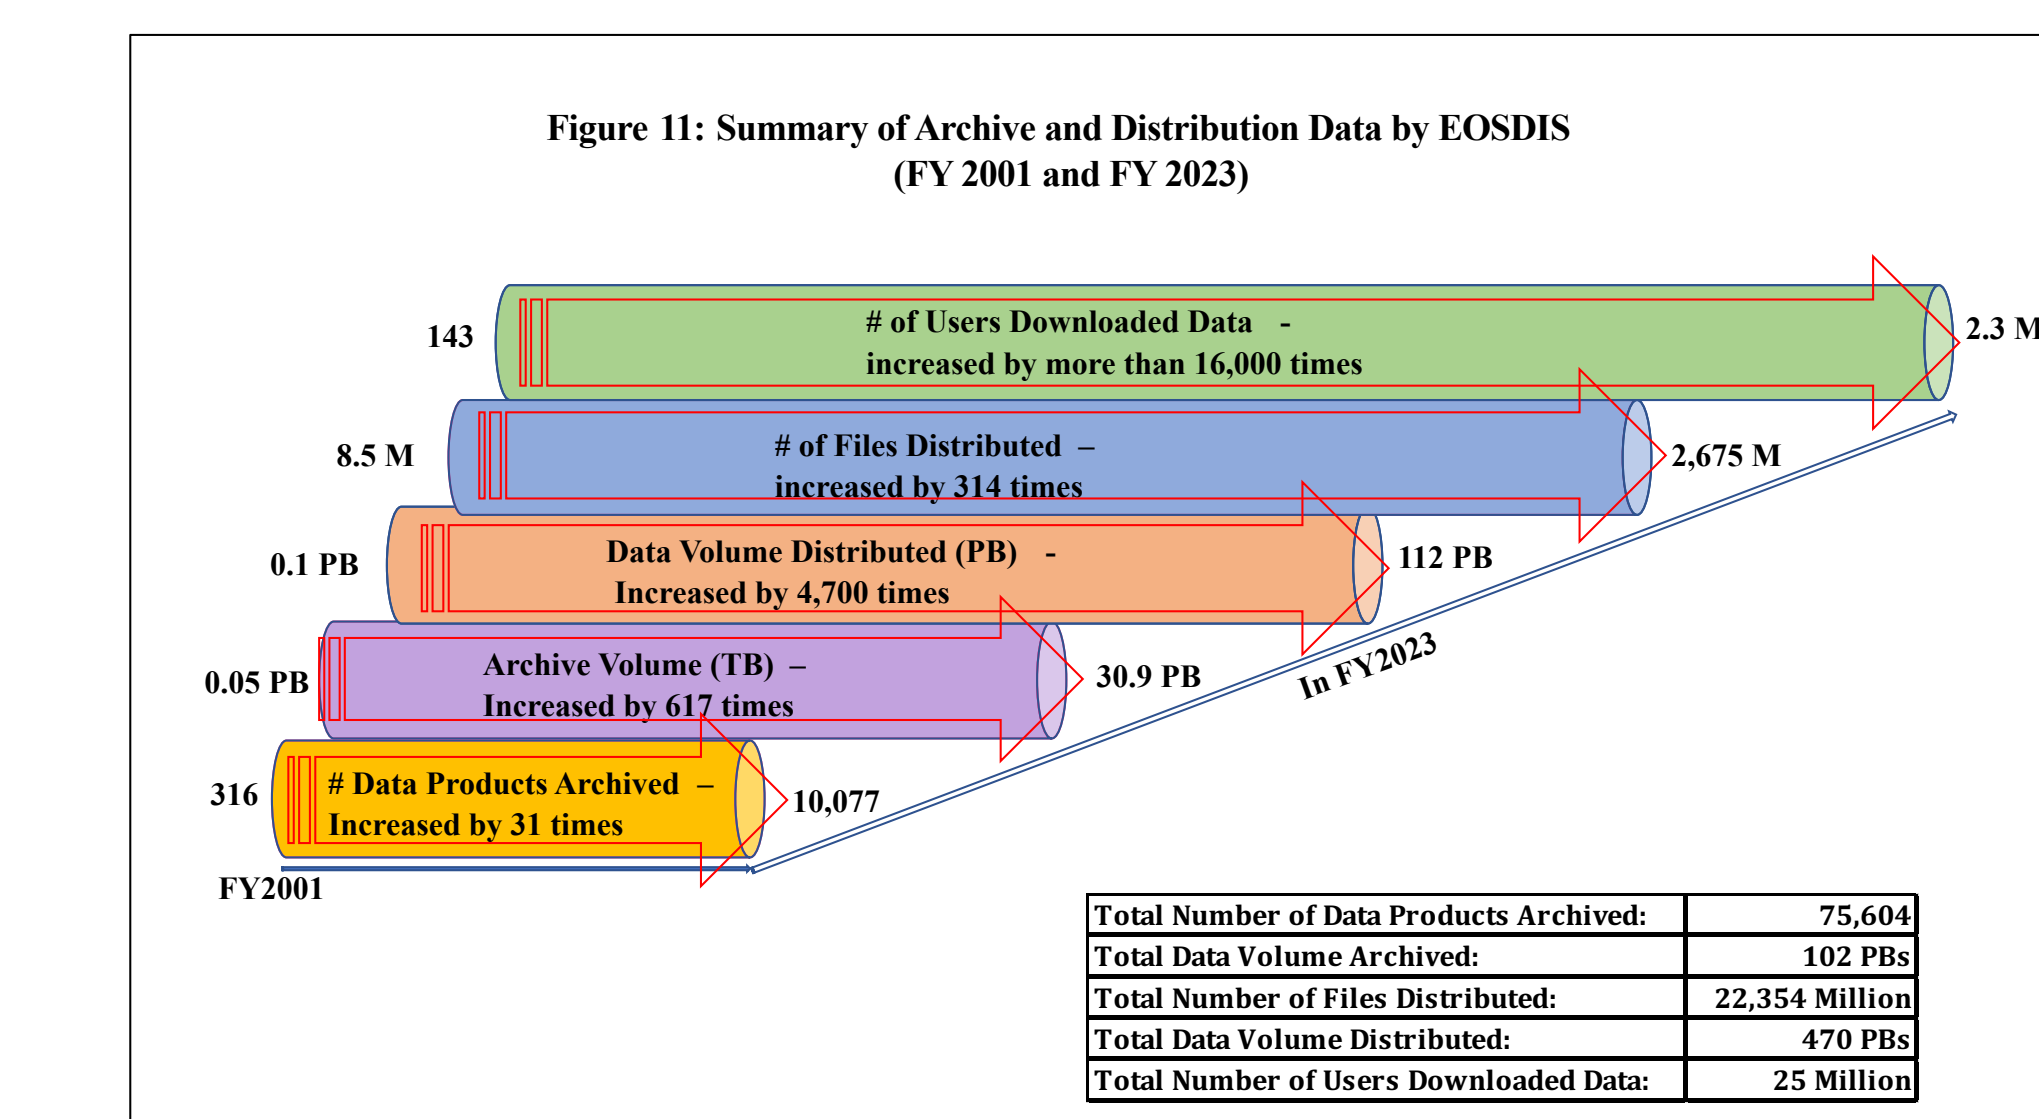 Figure 11: Summary of Archive and Distribution Data by EOSDIS
(FY 2001 and FY 2023)
143
# of Users Downloaded Data -
increased by more than 16,000 times
2.3 M
8.5 M
# of Files Distributed –
increased by 314 times
2,675 M
0.1 PB
Data Volume Distributed (PB) -
Increased by 4,700 times
112 PB
0.05 PB
Archive Volume (TB) –
Increased by 617 times
30.9 PB
In FY2023
316
# Data Products Archived –
Increased by 31 times
10,077
FY2001
Total Number of Data Products Archived: 75,604
Total Data Volume Archived: 102 PBs
Total Number of Files Distributed: 22,354 Million
Total Data Volume Distributed: 470 PBs
Total Number of Users Downloaded Data: 25 Million